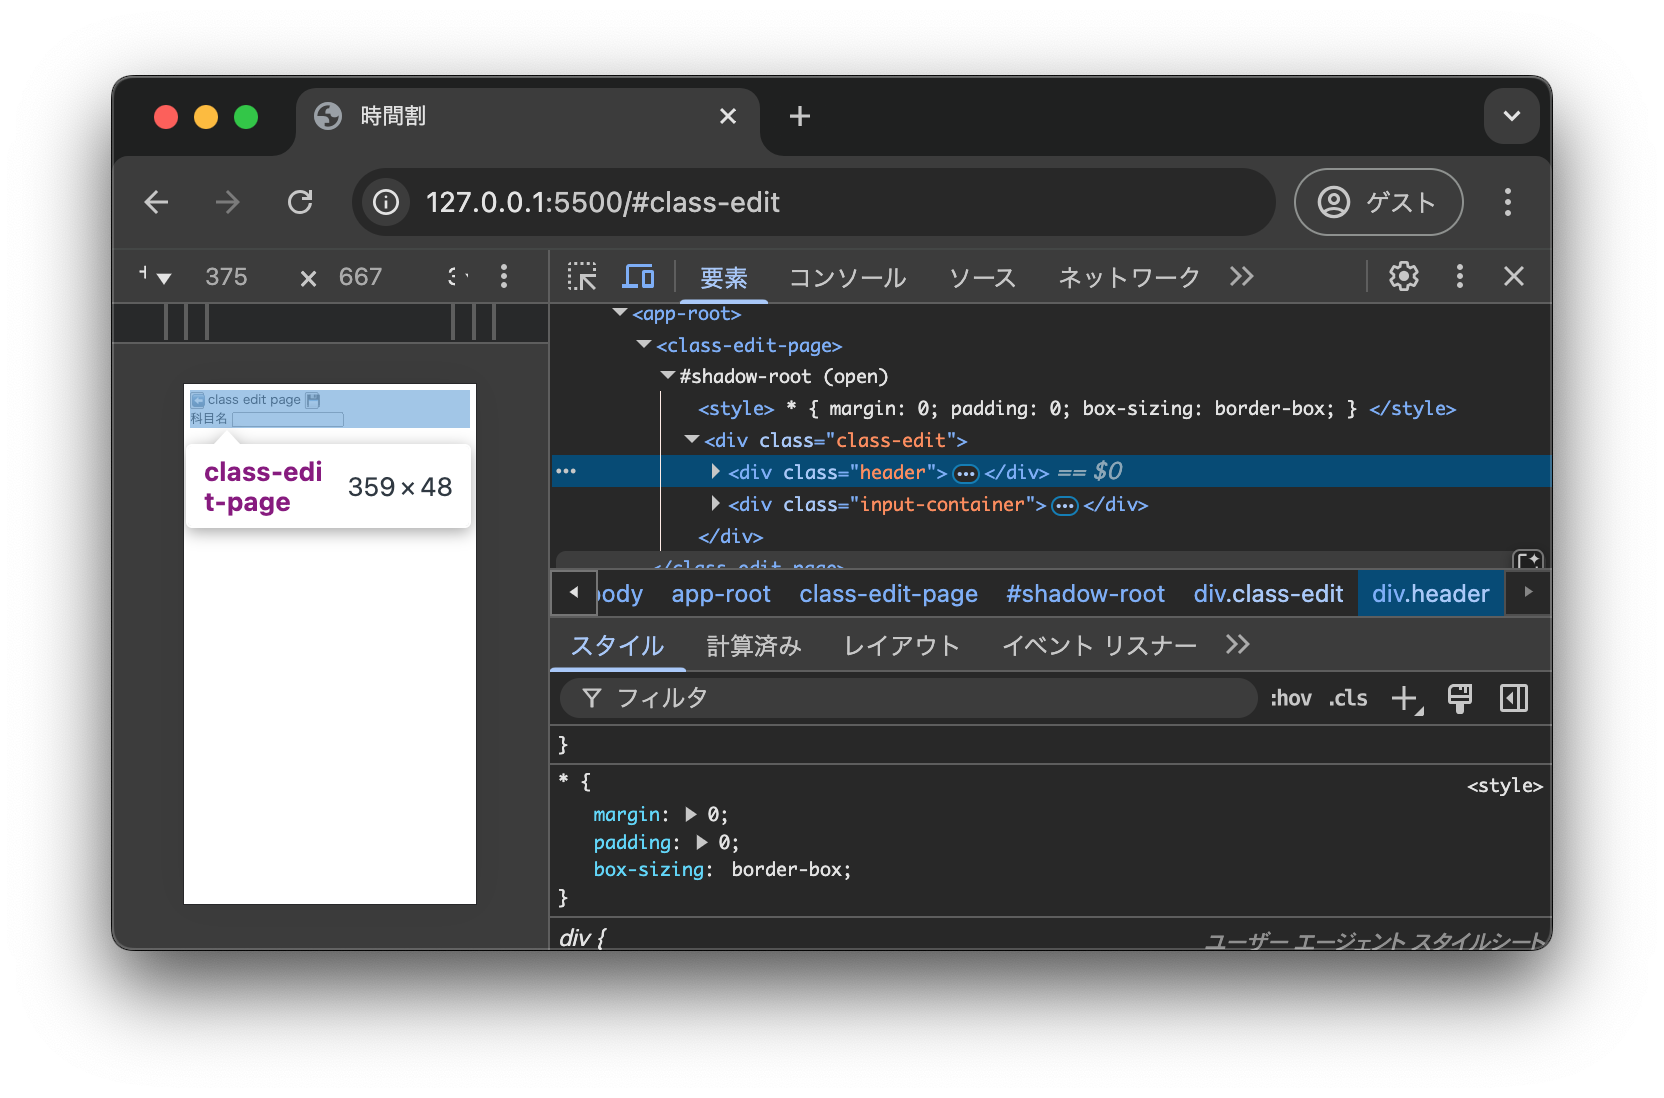 時間割
127.0.0.1:5500/#class-edit
ゲスト
375 × 667
要素 コンソール ソース ネットワーク
<app-root>
<class-edit-page>
#shadow-root (open)
<style> * { margin: 0; padding: 0; box-sizing: border-box; } </style>
<div class="class-edit">
<div class="header"> ••• </div> == $0
<div class="input-container"> ••• </div>
</div>
</class-edit-page>
body app-root class-edit-page #shadow-root div.class-edit div.header
スタイル 計算済み レイアウト イベント リスナー
フィルタ :hov .cls
}
* { <style>
margin: 0;
padding: 0;
box-sizing: border-box;
}
div { ユーザー エージェント スタイルシート
class edit page
科目名
class-edi
t-page
359 × 48